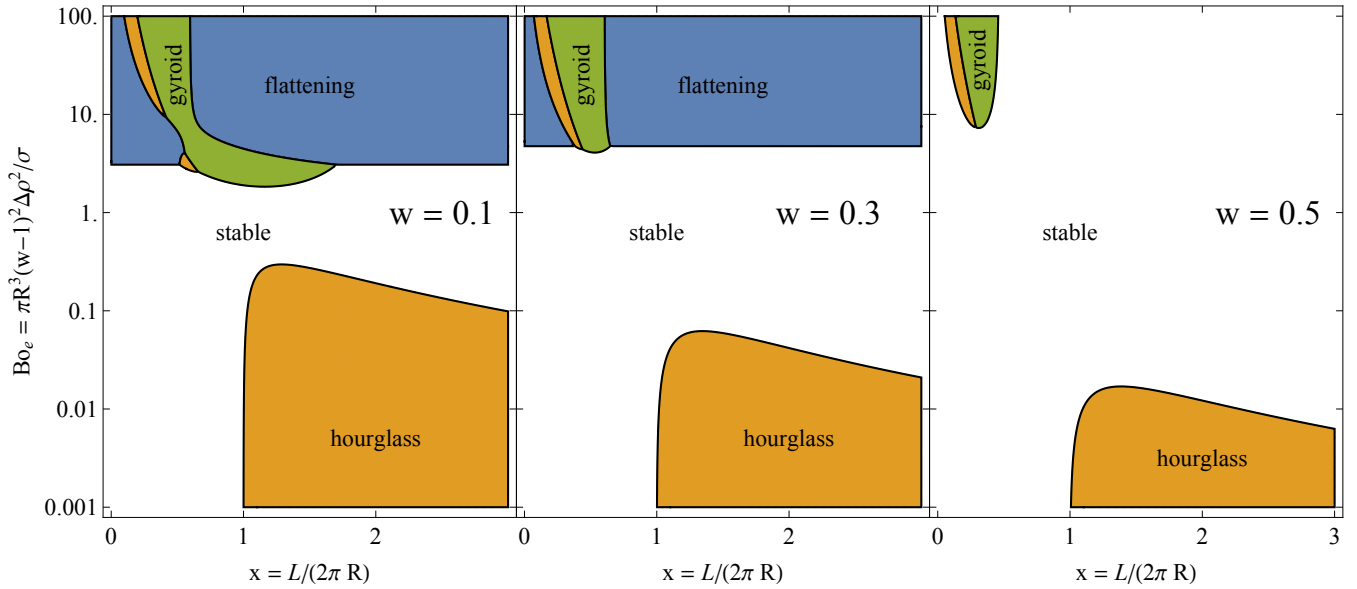 Bo_e = πR^3(w−1)^2Δρ^2/σ
100.
10.
1.
0.1
0.01
0.001
gyroid
flattening
w = 0.1
stable
hourglass
0 1 2
x = L/(2π R)
gyroid
flattening
w = 0.3
stable
hourglass
0 1 2
x = L/(2π R)
gyroid
w = 0.5
stable
hourglass
0 1 2 3
x = L/(2π R)